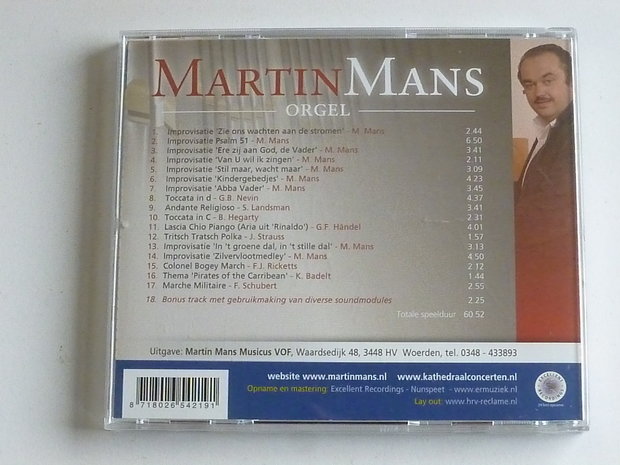 MARTINMANS
ORGEL
1. Improvisatie 'Zie ons wachten aan de stromen' - M. Mans 2.44
2. Improvisatie Psalm 51 - M. Mans 6.50
3. Improvisatie 'Ere zij aan God, de Vader' - M. Mans 3.41
4. Improvisatie 'Van U wil ik zingen' - M. Mans 2.11
5. Improvisatie 'Stil maar, wacht maar' - M. Mans 3.09
6. Improvisatie 'Kindergebedjes' - M. Mans 4.23
7. Improvisatie 'Abba Vader' - M. Mans 3.45
8. Toccata in d - G.B. Nevin 4.37
9. Andante Religioso - S. Landsman 3.41
10. Toccata in C - B. Hegarty 2.31
11. Lascia Chio Piango (Aria uit 'Rinaldo') - G.F. Händel 4.01
12. Tritsch Tratsch Polka - J. Strauss 1.57
13. Improvisatie 'In 't groene dal, in 't stille dal' - M. Mans 3.13
14. Improvisatie 'Zilvervlootmedley' - M. Mans 4.50
15. Colonel Bogey March - F.J. Ricketts 2.12
16. Thema 'Pirates of the Carribean' - K. Badelt 1.44
17. Marche Militaire - F. Schubert 2.55
18. Bonus track met gebruikmaking van diverse soundmodules 2.25
Totale speelduur 60.52
Uitgave: Martin Mans Musicus VOF, Waardsedijk 48, 3448 HV Woerden, tel. 0348 - 433893
website www.martinmans.nl www.kathedraalconcerten.nl
Opname en mastering: Excellent Recordings - Nunspeet - www.ermuziek.nl
Lay out: www.hrv-reclame.nl
8 718026 542191
EXCELLENT
RECORDINGS